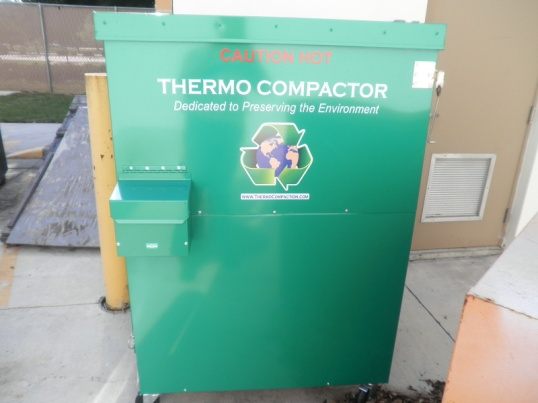 CAUTION HOT
THERMO COMPACTOR
Dedicated to Preserving the Environment
WWW.THERMOCOMPACTION.COM